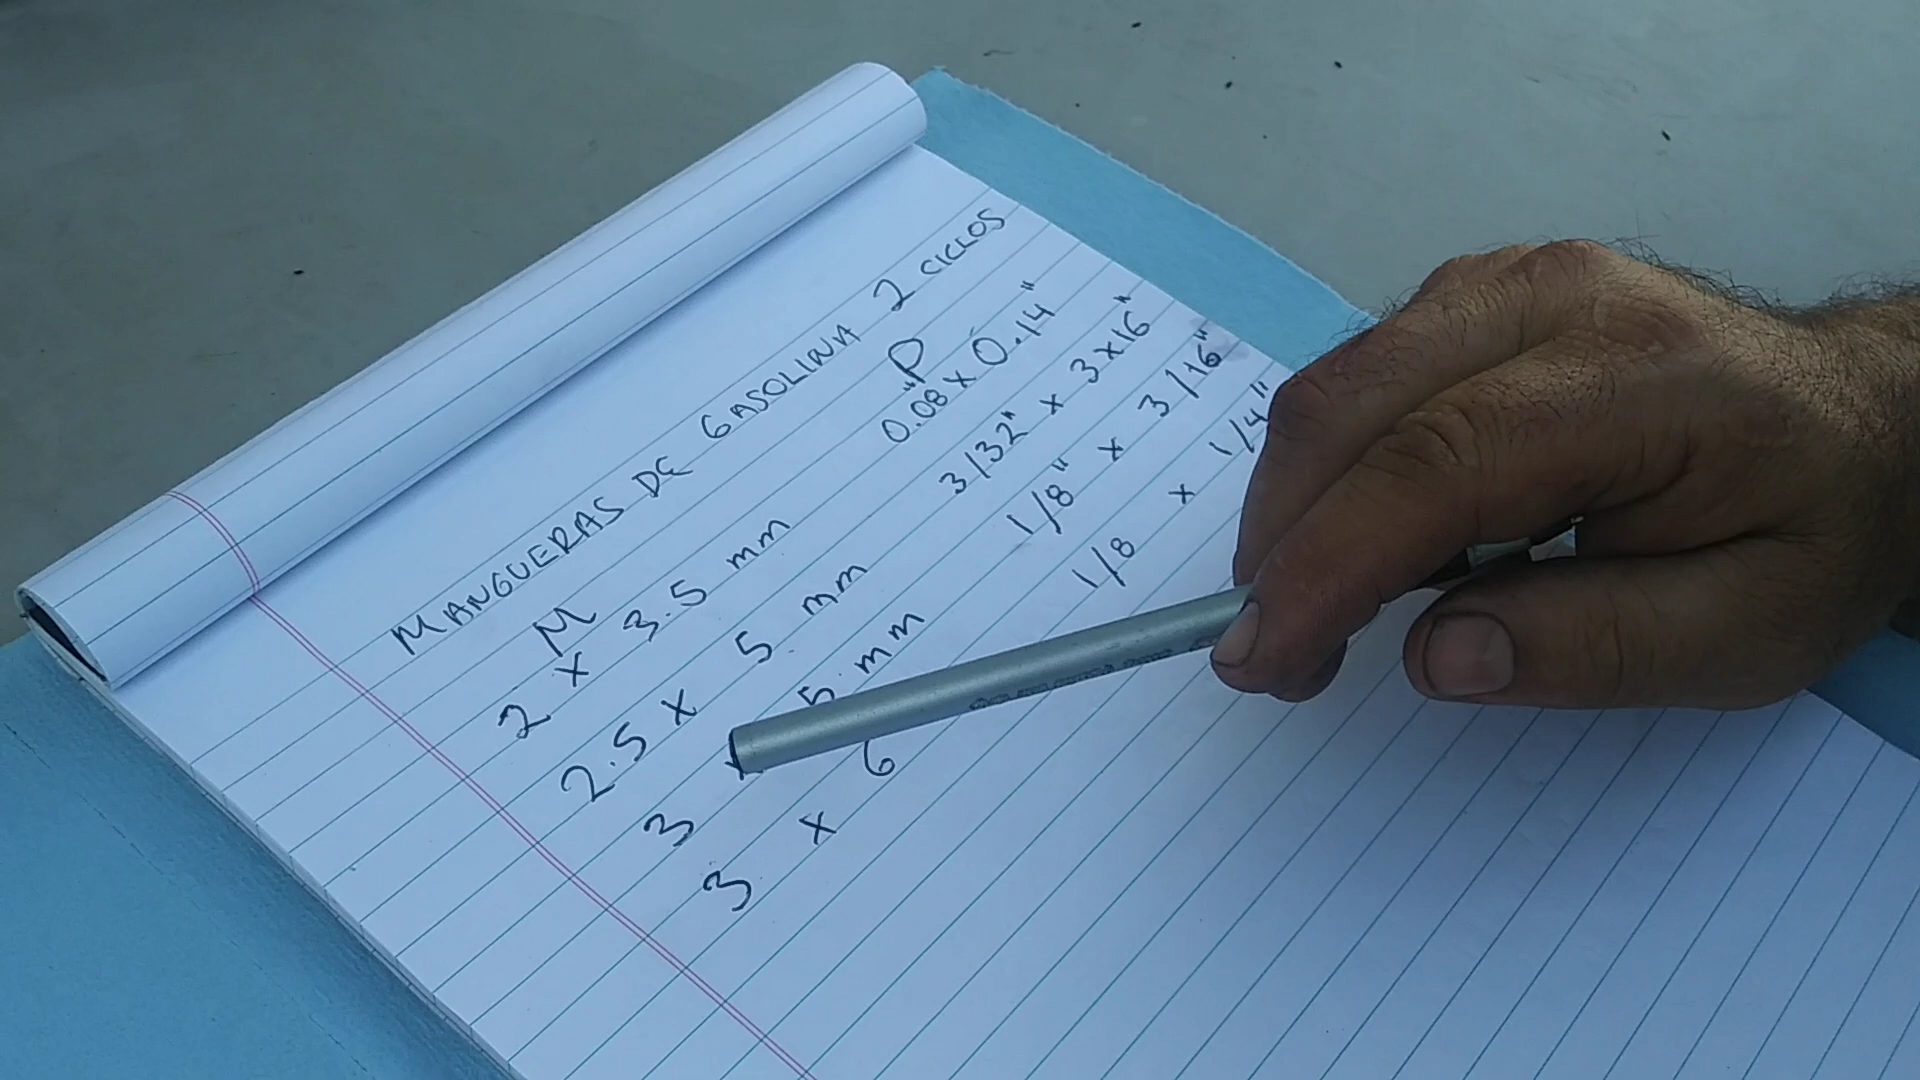 MANGUERAS DE GASOLINA 2 CICLOS
M "P
2 x 3.5 mm 0.08 x 0.14"
2.5 x 5 mm 3/32" x 3x16"
3 x 5 mm 1/8" x 3/16"
3 x 6 1/8 x 1/4"